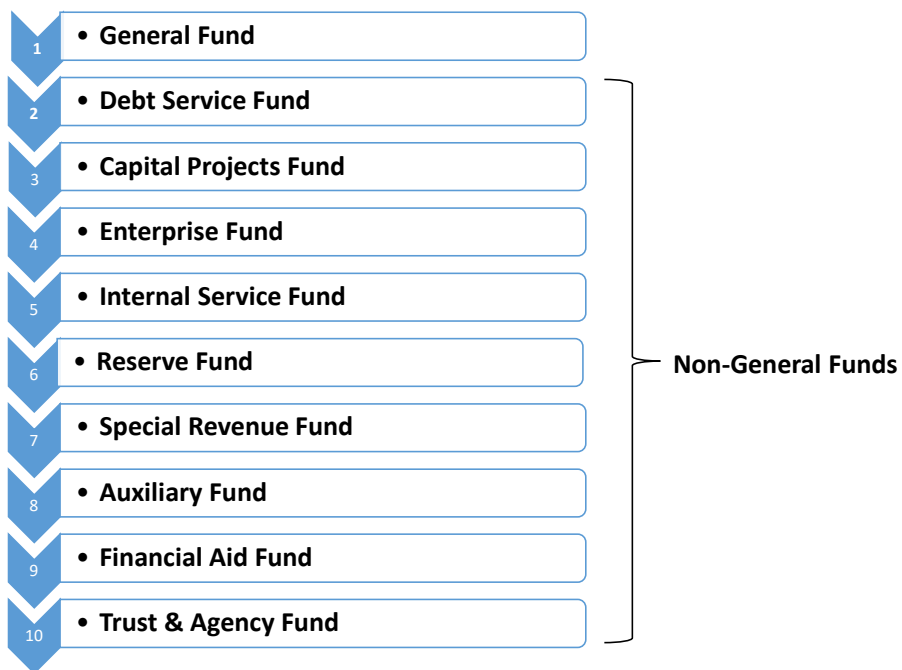 1 • General Fund
2 • Debt Service Fund
3 • Capital Projects Fund
4 • Enterprise Fund
5 • Internal Service Fund
6 • Reserve Fund
Non-General Funds
7 • Special Revenue Fund
8 • Auxiliary Fund
9 • Financial Aid Fund
10 • Trust & Agency Fund